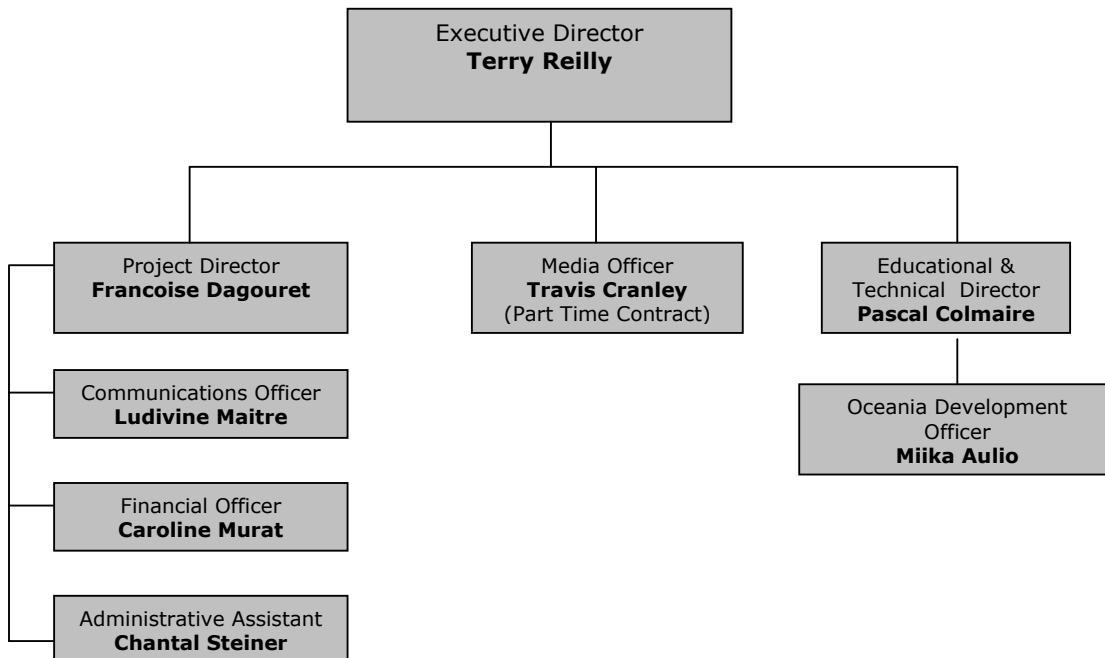 Executive Director
Terry Reilly
Project Director
Francoise Dagouret
Media Officer
Travis Cranley
(Part Time Contract)
Educational &
Technical Director
Pascal Colmaire
Communications Officer
Ludivine Maitre
Oceania Development
Officer
Miika Aulio
Financial Officer
Caroline Murat
Administrative Assistant
Chantal Steiner